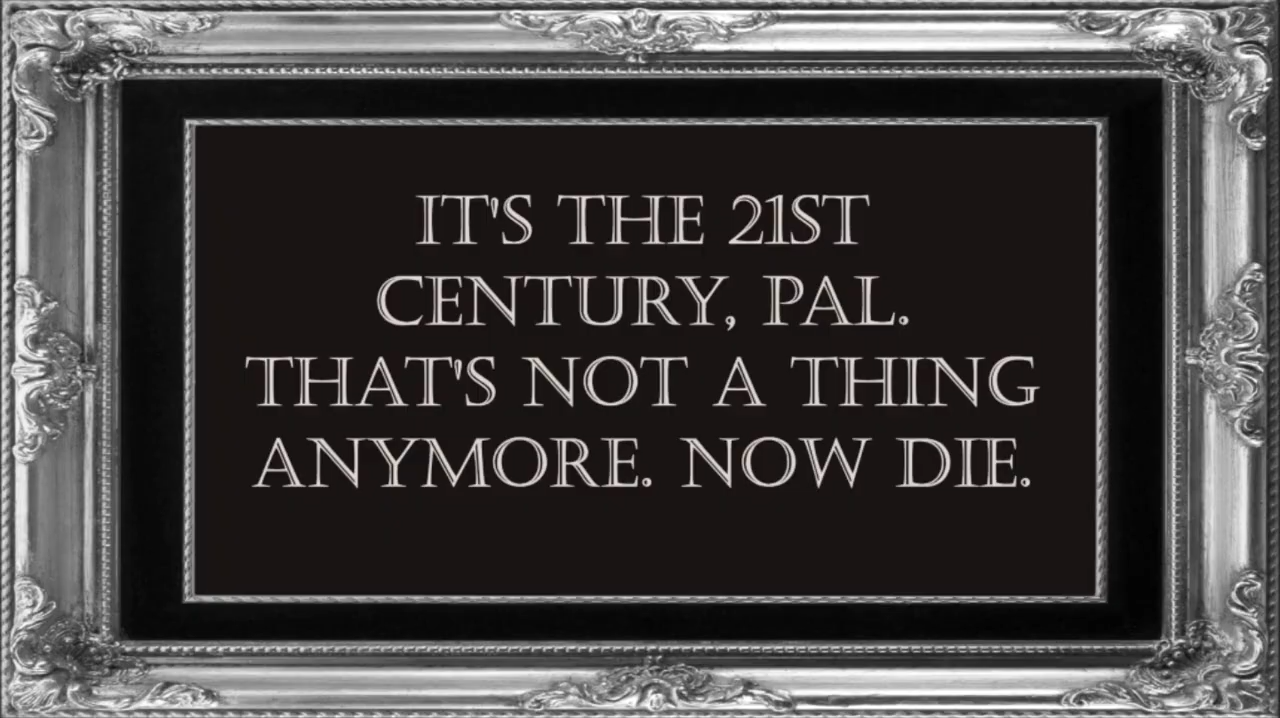 IT'S THE 21ST
CENTURY, PAL.
THAT'S NOT A THING
ANYMORE. NOW DIE.